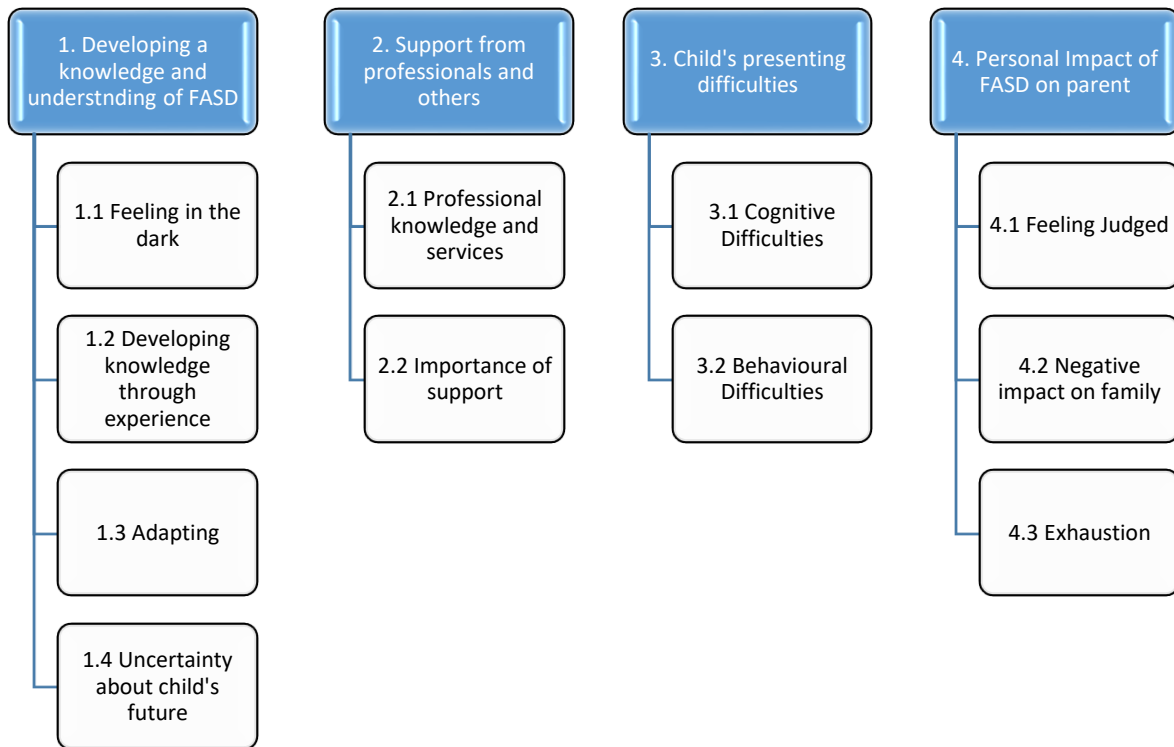 1. Developing a
knowledge and
understnding of FASD
1.1 Feeling in the
dark
1.2 Developing
knowledge
through
experience
1.3 Adapting
1.4 Uncertainty
about child's
future
2. Support from
professionals and
others
2.1 Professional
knowledge and
services
2.2 Importance of
support
3. Child's presenting
difficulties
3.1 Cognitive
Difficulties
3.2 Behavioural
Difficulties
4. Personal Impact of
FASD on parent
4.1 Feeling Judged
4.2 Negative
impact on family
4.3 Exhaustion